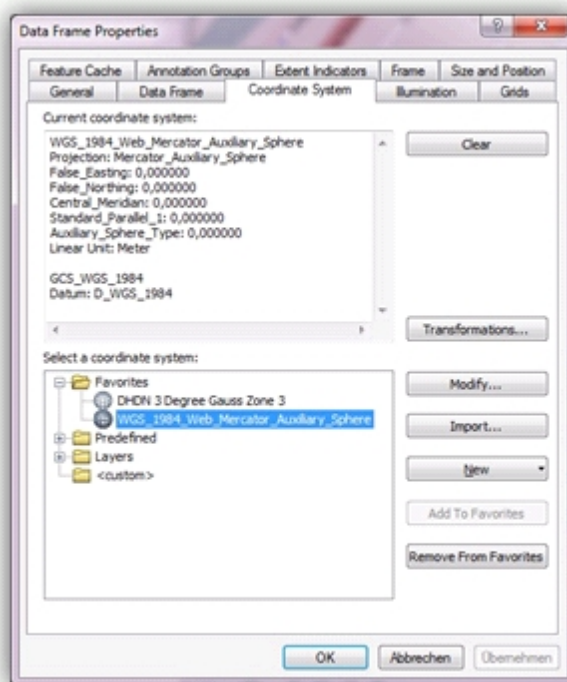 Data Frame Properties
Feature Cache Annotation Groups Extent Indicators Frame Size and Position
General Data Frame Coordinate System Illumination Grids
Current coordinate system:
WGS_1984_Web_Mercator_Auxiliary_Sphere
Projection: Mercator_Auxiliary_Sphere
False_Easting: 0,000000
False_Northing: 0,000000
Central_Meridian: 0,000000
Standard_Parallel_1: 0,000000
Auxiliary_Sphere_Type: 0,000000
Linear Unit: Meter
GCS_WGS_1984
Datum: D_WGS_1984
Clear
Transformations...
Select a coordinate system:
Favorites
DHDN 3 Degree Gauss Zone 3
WGS_1984_Web_Mercator_Auxiliary_Sphere
Predefined
Layers
<custom>
Modify...
Import...
New
Add To Favorites
Remove From Favorites
OK Abbrechen Übernehmen